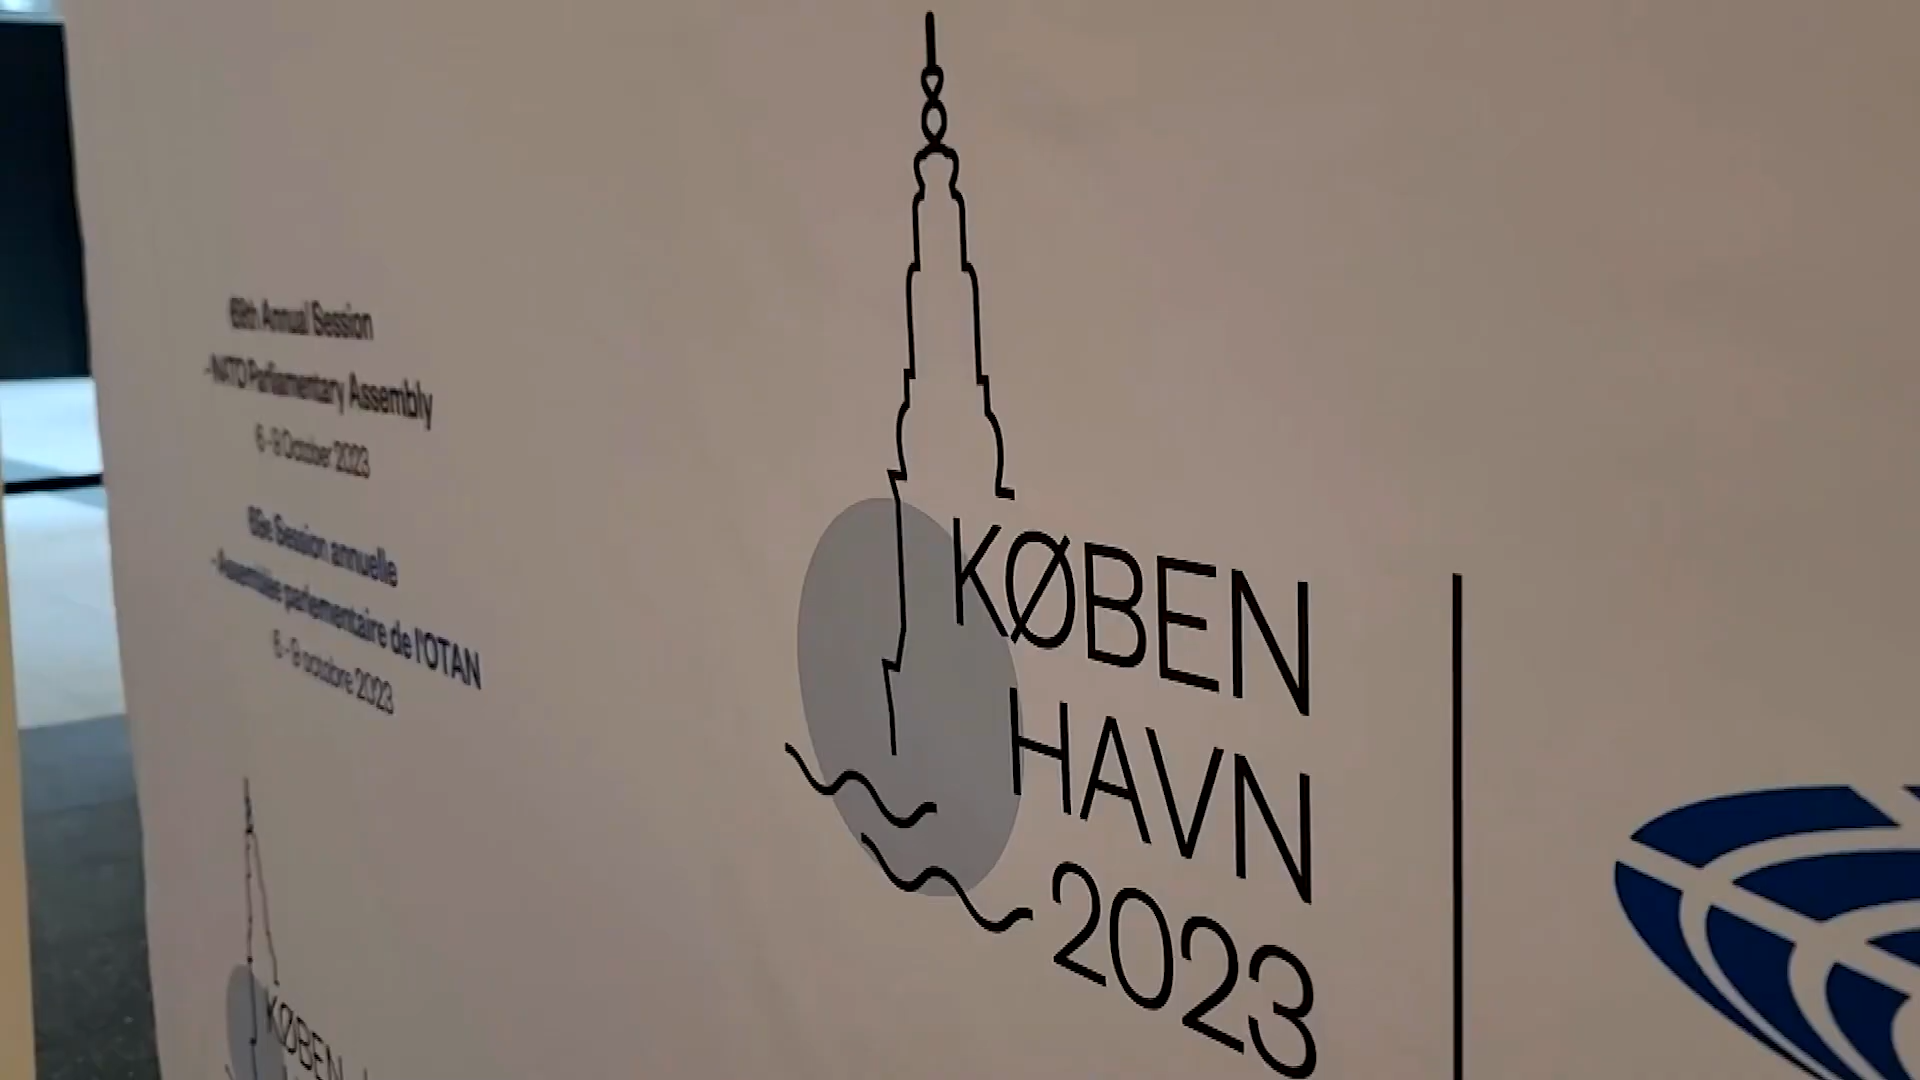 69th Annual Session
- NATO Parliamentary Assembly
6 - 9 October 2023
69e Session annuelle
- Assemblée parlementaire de l'OTAN
6 - 9 octobre 2023
KØBEN
HAVN
2023
KØBEN